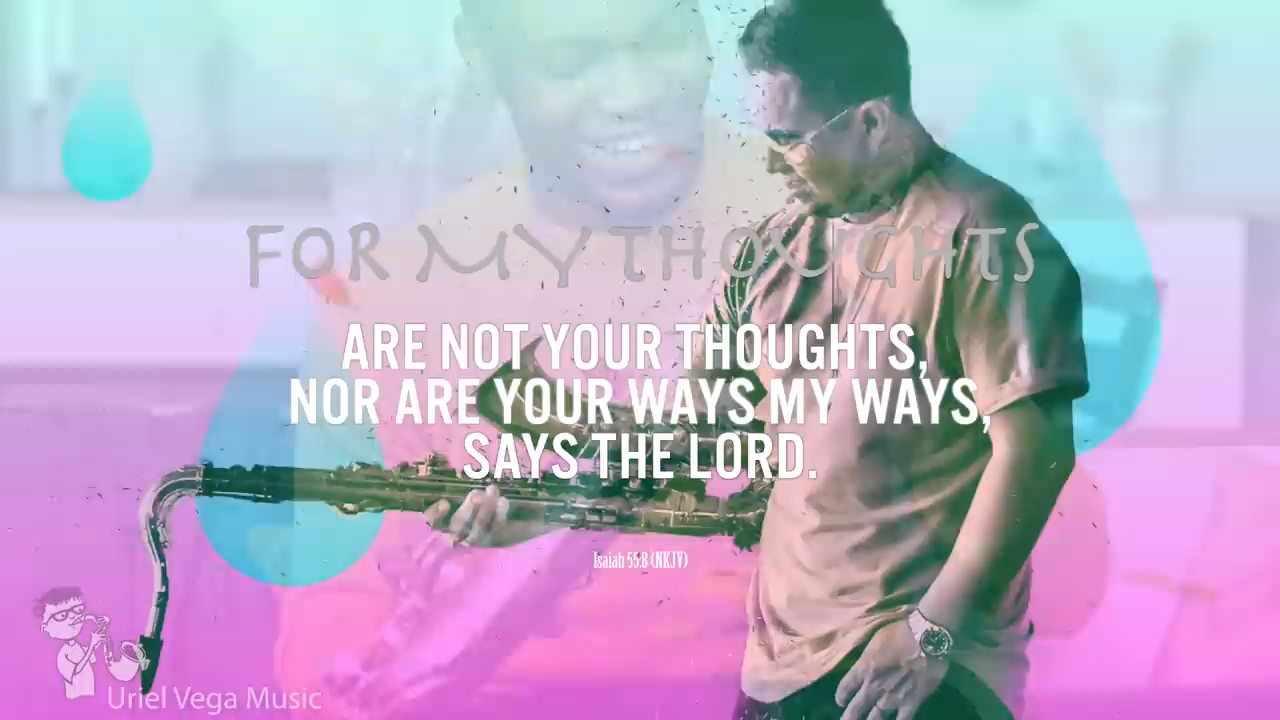 FOR MY THOUGHTS
ARE NOT YOUR THOUGHTS,
NOR ARE YOUR WAYS MY WAYS,
SAYS THE LORD.
Isaiah 55:8 (NKJV)
Uriel Vega Music